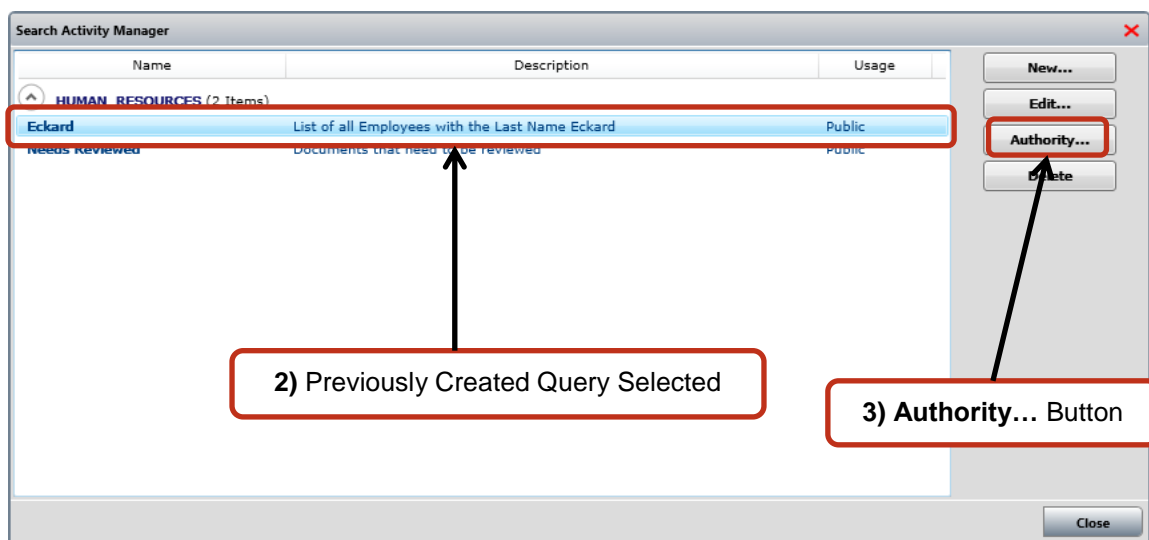 Search Activity Manager
Name Description Usage
New...
HUMAN_RESOURCES (2 Items)
Edit...
Eckard List of all Employees with the Last Name Eckard Public
Authority...
Needs Reviewed Documents that need to be reviewed Public
Delete
2) Previously Created Query Selected
3) Authority... Button
Close